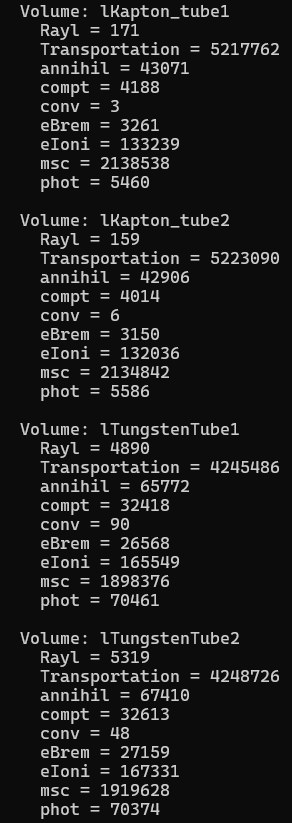 Volume: lKapton_tube1
Rayl = 171
Transportation = 5217762
annihil = 43071
compt = 4188
conv = 3
eBrem = 3261
eIoni = 133239
msc = 2138538
phot = 5460

Volume: lKapton_tube2
Rayl = 159
Transportation = 5223090
annihil = 42906
compt = 4014
conv = 6
eBrem = 3150
eIoni = 132036
msc = 2134842
phot = 5586

Volume: lTungstenTube1
Rayl = 4890
Transportation = 4245486
annihil = 65772
compt = 32418
conv = 90
eBrem = 26568
eIoni = 165549
msc = 1898376
phot = 70461

Volume: lTungstenTube2
Rayl = 5319
Transportation = 4248726
annihil = 67410
compt = 32613
conv = 48
eBrem = 27159
eIoni = 167331
msc = 1919628
phot = 70374